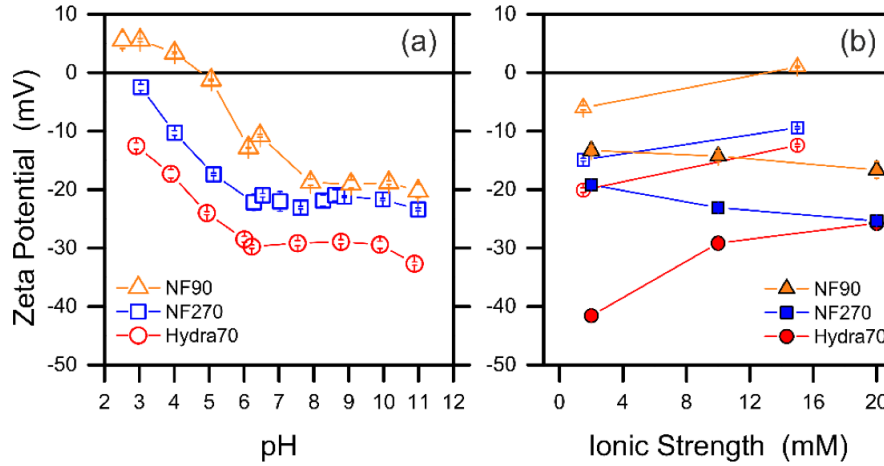 10
0
-10
-20
-30
-40
-50
Zeta Potential (mV)
(a)
NF90
NF270
Hydra70
2 3 4 5 6 7 8 9 10 11 12
pH
10
0
-10
-20
-30
-40
-50
(b)
NF90
NF270
Hydra70
0 4 8 12 16 20
Ionic Strength (mM)